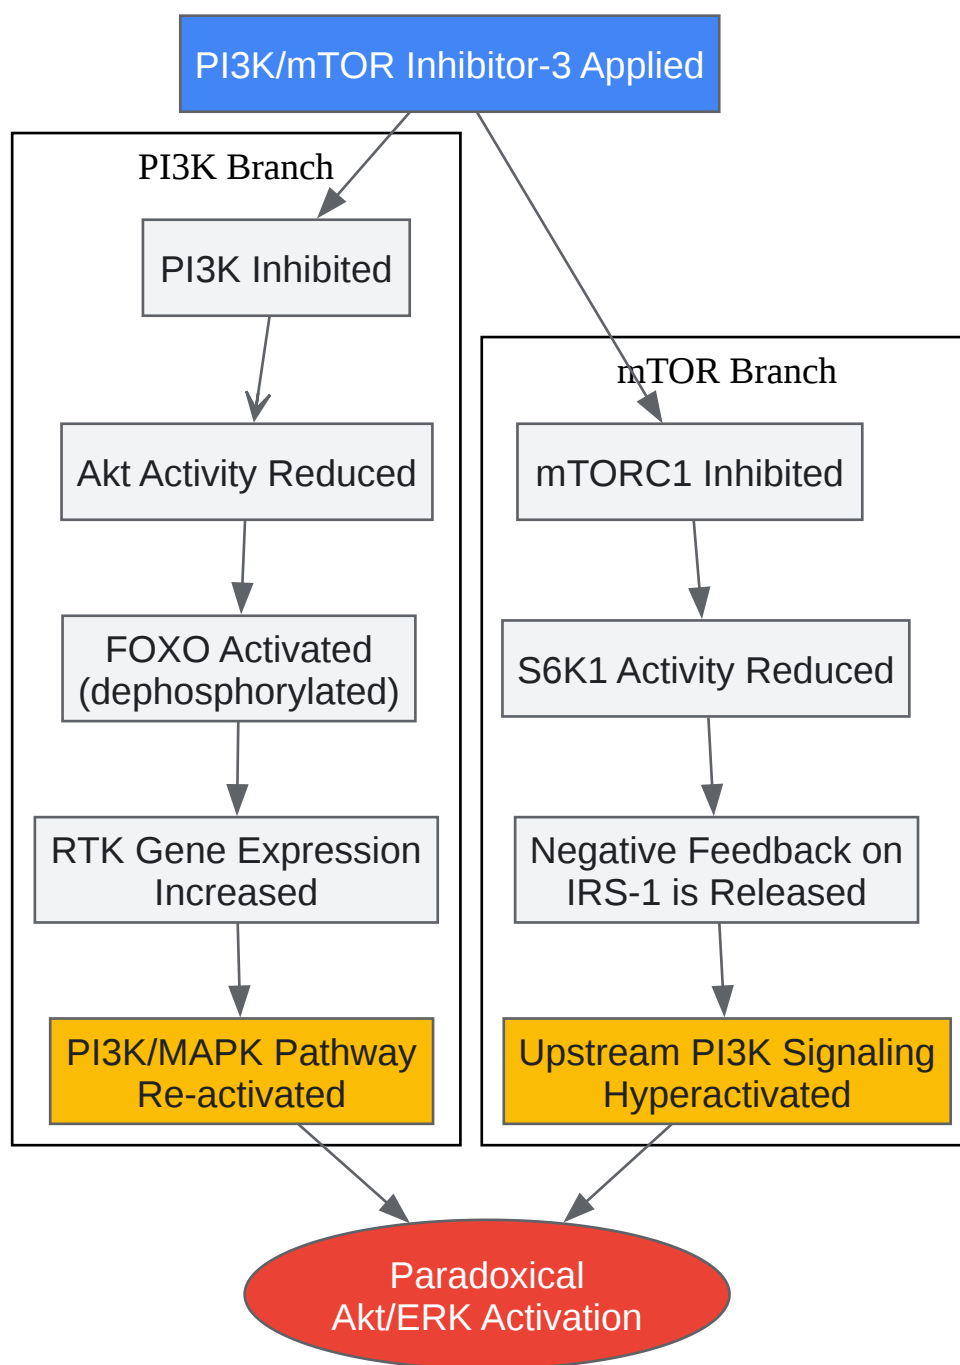 PI3K/mTOR Inhibitor-3 Applied
PI3K Branch
PI3K Inhibited
Akt Activity Reduced
FOXO Activated
(dephosphorylated)
RTK Gene Expression
Increased
PI3K/MAPK Pathway
Re-activated
mTOR Branch
mTORC1 Inhibited
S6K1 Activity Reduced
Negative Feedback on
IRS-1 is Released
Upstream PI3K Signaling
Hyperactivated
Paradoxical
Akt/ERK Activation